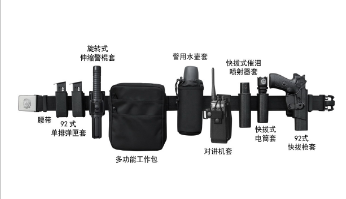 旋转式
伸缩警棍套
警用水壶套
快拔式催泪
喷射器套
腰带
92 式
单排弹匣套
多功能工作包
对讲机套
快拔式
电筒套
92式
快拔枪套